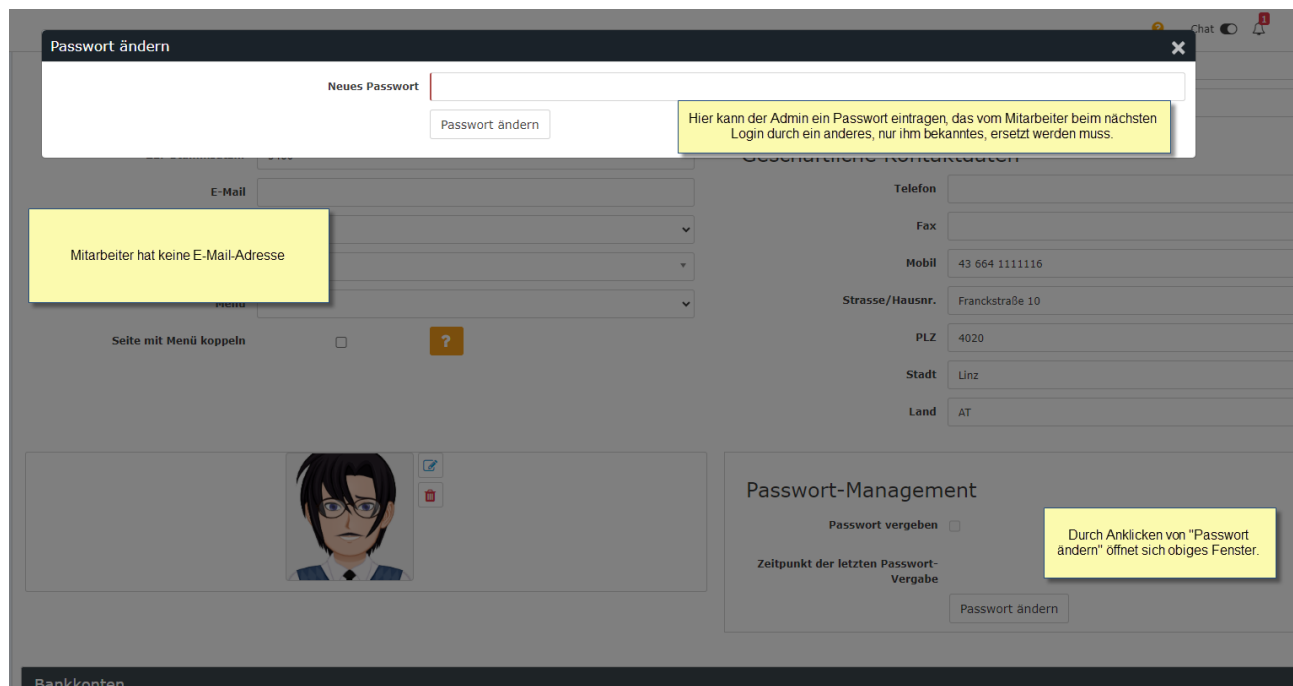 Chat
1
Passwort ändern
Neues Passwort
Passwort ändern
Hier kann der Admin ein Passwort eintragen, das vom Mitarbeiter beim nächsten
Login durch ein anderes, nur ihm bekanntes, ersetzt werden muss.
E-Mail
Mitarbeiter hat keine E-Mail-Adresse
Menü
Seite mit Menü koppeln
?
Geschäftliche Kontaktdaten
Telefon
Fax
Mobil 43 664 1111116
Strasse/Hausnr. Franckstraße 10
PLZ 4020
Stadt Linz
Land AT
Passwort-Management
Passwort vergeben
Zeitpunkt der letzten Passwort-
Vergabe
Passwort ändern
Durch Anklicken von "Passwort
ändern" öffnet sich obiges Fenster.
Bankkonten